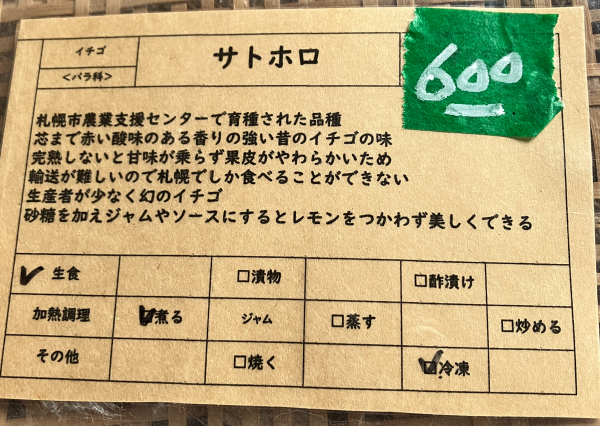 イチゴ
<バラ科>
サトホロ
600
札幌市農業支援センターで育種された品種
芯まで赤い酸味のある香りの強い昔のイチゴの味
完熟しないと甘味が乗らず果皮がやわらかいため
輸送が難しいので札幌でしか食べることができない
生産者が少なく幻のイチゴ
砂糖を加えジャムやソースにするとレモンをつかわず美しくできる
✓生食 □漬物 □酢漬け
加熱調理 ☑煮る ジャム □蒸す □炒める
その他 □焼く ☑冷凍